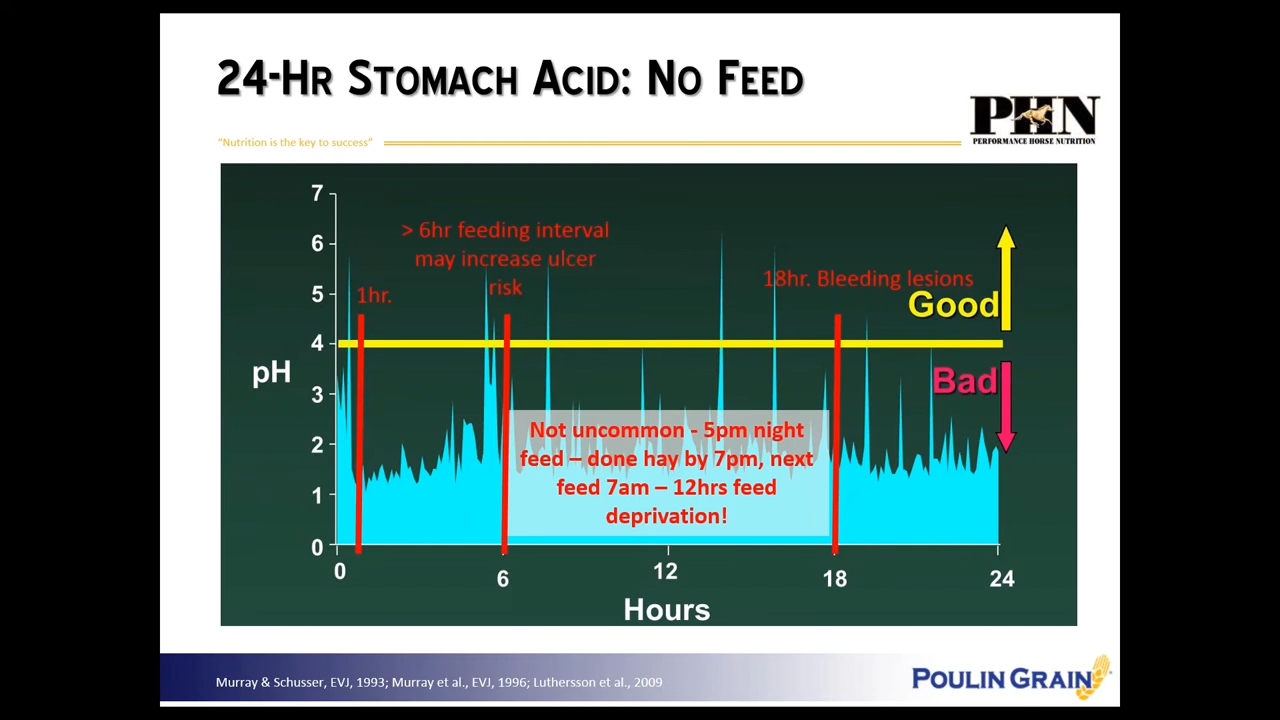 24-HR STOMACH ACID: NO FEED
"Nutrition is the key to success"
PHN
PERFORMANCE HORSE NUTRITION
7
6
5
4
3
2
1
0
pH
> 6hr feeding interval
may increase ulcer
risk
1hr.
18hr. Bleeding lesions
Good
Bad
Not uncommon - 5pm night
feed – done hay by 7pm, next
feed 7am – 12hrs feed
deprivation!
0
6
12
18
24
Hours
Murray & Schusser, EVJ, 1993; Murray et al., EVJ, 1996; Luthersson et al., 2009
POULIN GRAIN